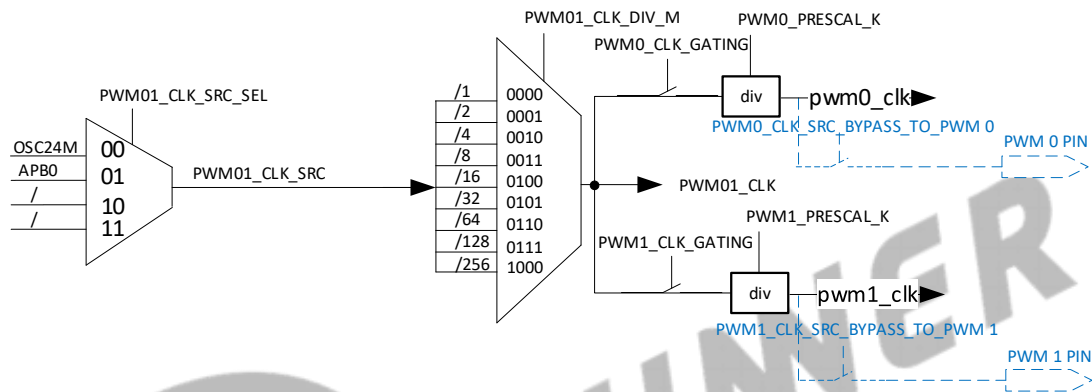 PWM01_CLK_SRC_SEL
OSC24M
APB0
/
/
00
01
10
11
PWM01_CLK_SRC
PWM01_CLK_DIV_M
/1 0000
/2 0001
/4 0010
/8 0011
/16 0100
/32 0101
/64 0110
/128 0111
/256 1000
PWM0_PRESCAL_K
PWM0_CLK_GATING
div
pwm0_clk
PWM0_CLK_SRC_BYPASS_TO_PWM 0
PWM 0 PIN
PWM01_CLK
PWM1_PRESCAL_K
PWM1_CLK_GATING
div
pwm1_clk
PWM1_CLK_SRC_BYPASS_TO_PWM 1
PWM 1 PIN